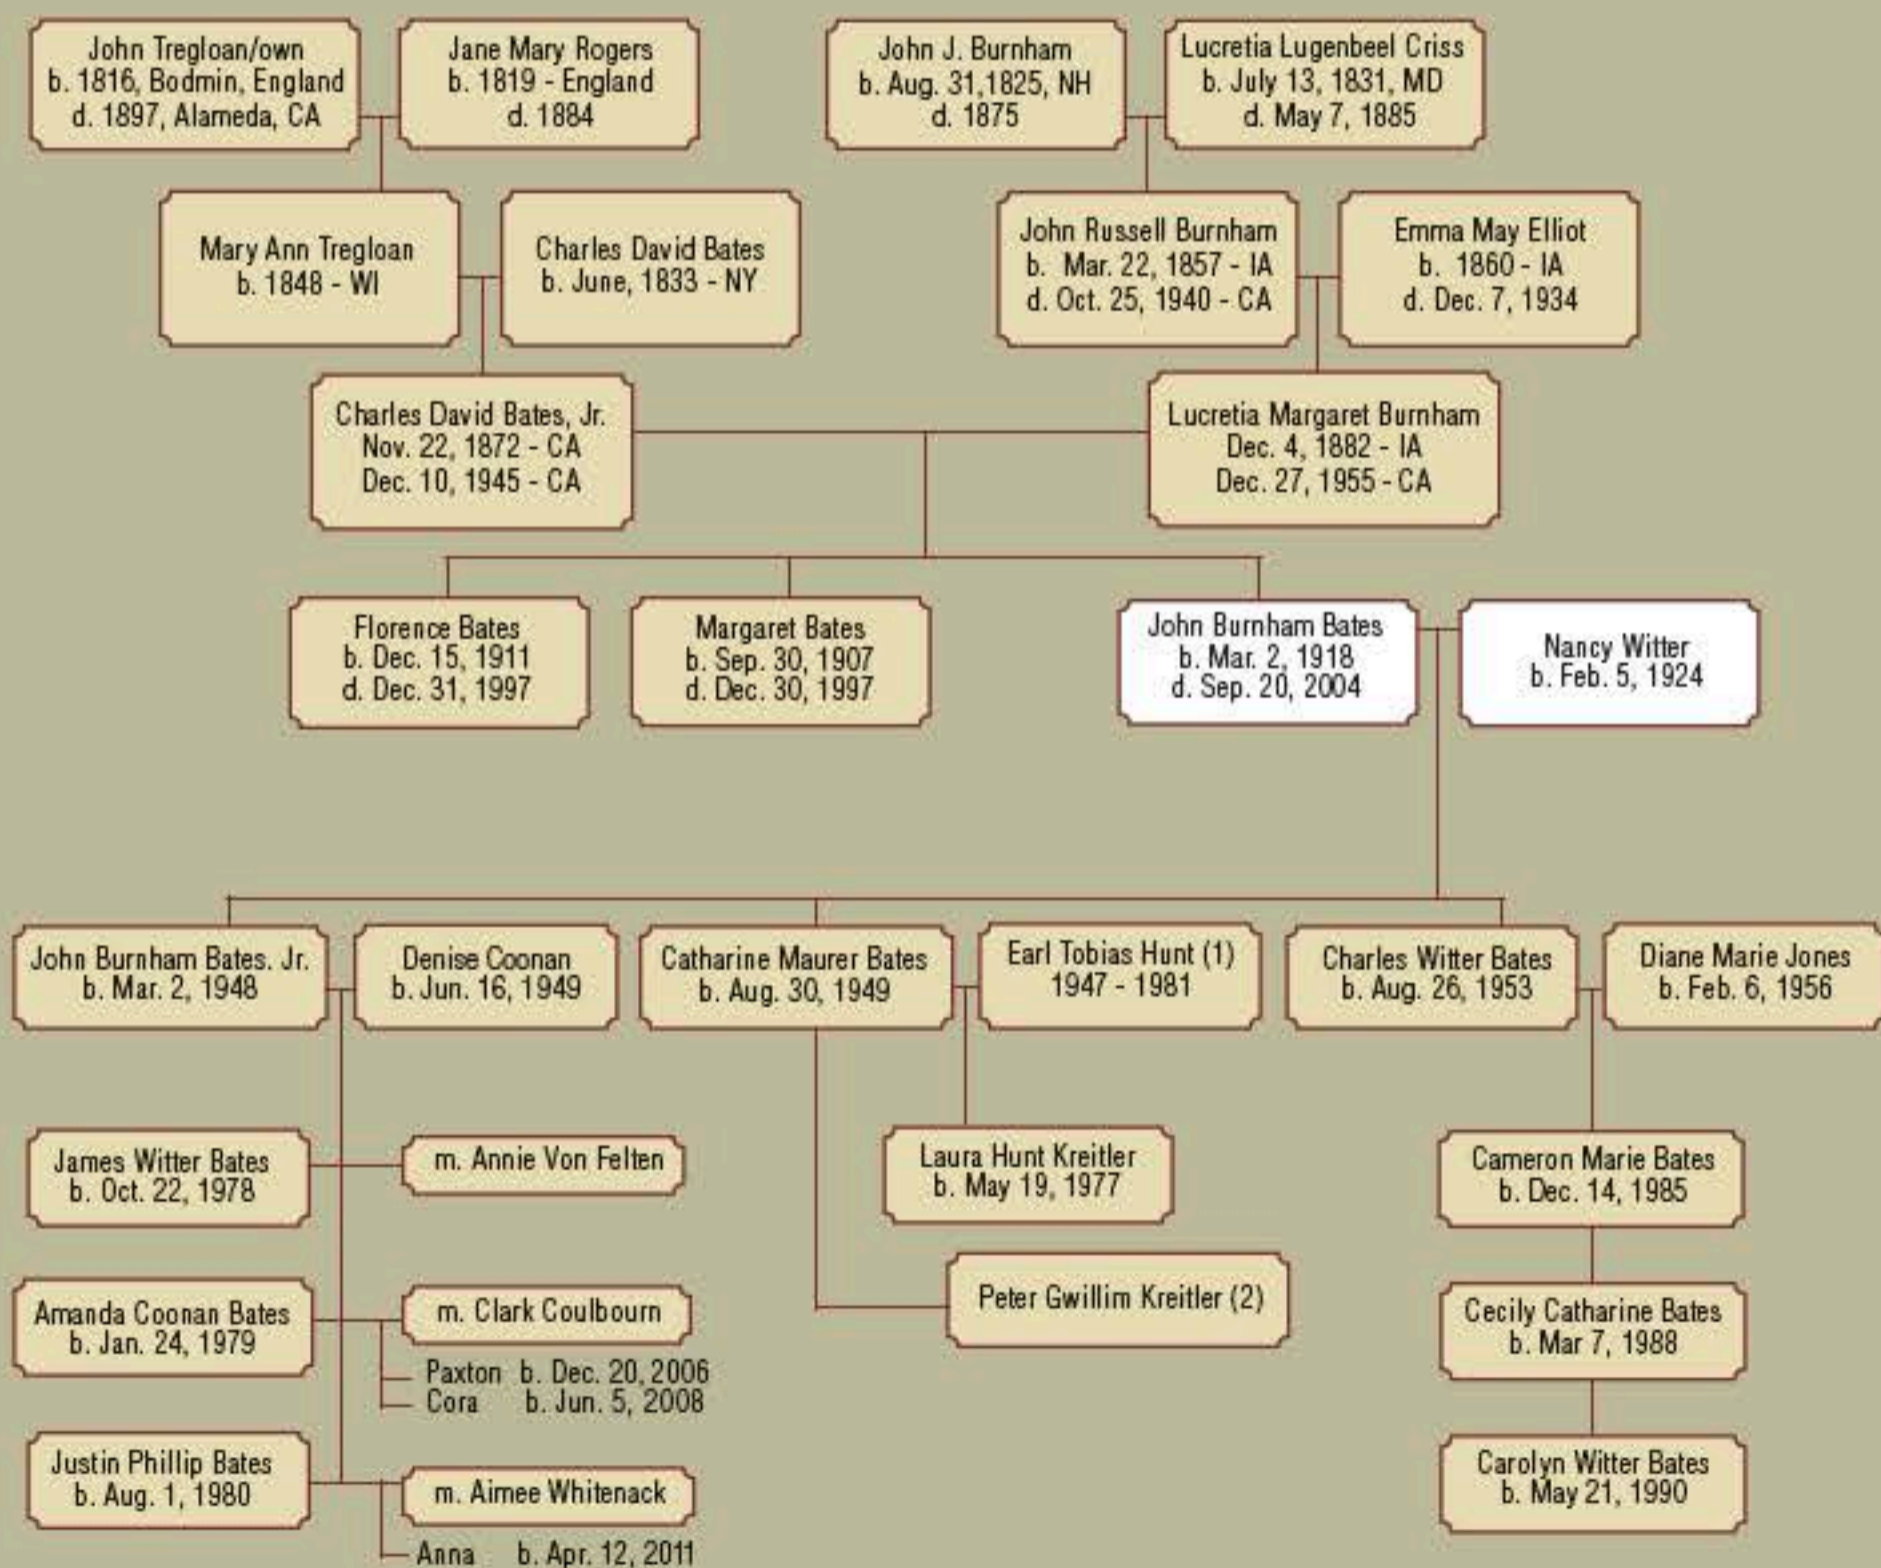 John Tregloan/own
b. 1816, Bodmin, England
d. 1897, Alameda, CA
Jane Mary Rogers
b. 1819 - England
d. 1884
John J. Burnham
b. Aug. 31,1825, NH
d. 1875
Lucretia Lugenbeel Criss
b. July 13, 1831, MD
d. May 7, 1885
Mary Ann Tregloan
b. 1848 - WI
Charles David Bates
b. June, 1833 - NY
John Russell Burnham
b. Mar. 22, 1857 - IA
d. Oct. 25, 1940 - CA
Emma May Elliot
b. 1860 - IA
d. Dec. 7, 1934
Charles David Bates, Jr.
Nov. 22, 1872 - CA
Dec. 10, 1945 - CA
Lucretia Margaret Burnham
Dec. 4, 1882 - IA
Dec. 27, 1955 - CA
Florence Bates
b. Dec. 15, 1911
d. Dec. 31, 1997
Margaret Bates
b. Sep. 30, 1907
d. Dec. 30, 1997
John Burnham Bates
b. Mar. 2, 1918
d. Sep. 20, 2004
Nancy Witter
b. Feb. 5, 1924
John Burnham Bates. Jr.
b. Mar. 2, 1948
Denise Coonan
b. Jun. 16, 1949
Catharine Maurer Bates
b. Aug. 30, 1949
Earl Tobias Hunt (1)
1947 - 1981
Charles Witter Bates
b. Aug. 26, 1953
Diane Marie Jones
b. Feb. 6, 1956
James Witter Bates
b. Oct. 22, 1978
m. Annie Von Felten
Laura Hunt Kreitler
b. May 19, 1977
Cameron Marie Bates
b. Dec. 14, 1985
Amanda Coonan Bates
b. Jan. 24, 1979
m. Clark Coulbourn
Paxton b. Dec. 20, 2006
Cora b. Jun. 5, 2008
Peter Gwillim Kreitler (2)
Cecily Catharine Bates
b. Mar 7, 1988
Justin Phillip Bates
b. Aug. 1, 1980
m. Aimee Whitenack
Anna b. Apr. 12, 2011
Carolyn Witter Bates
b. May 21, 1990